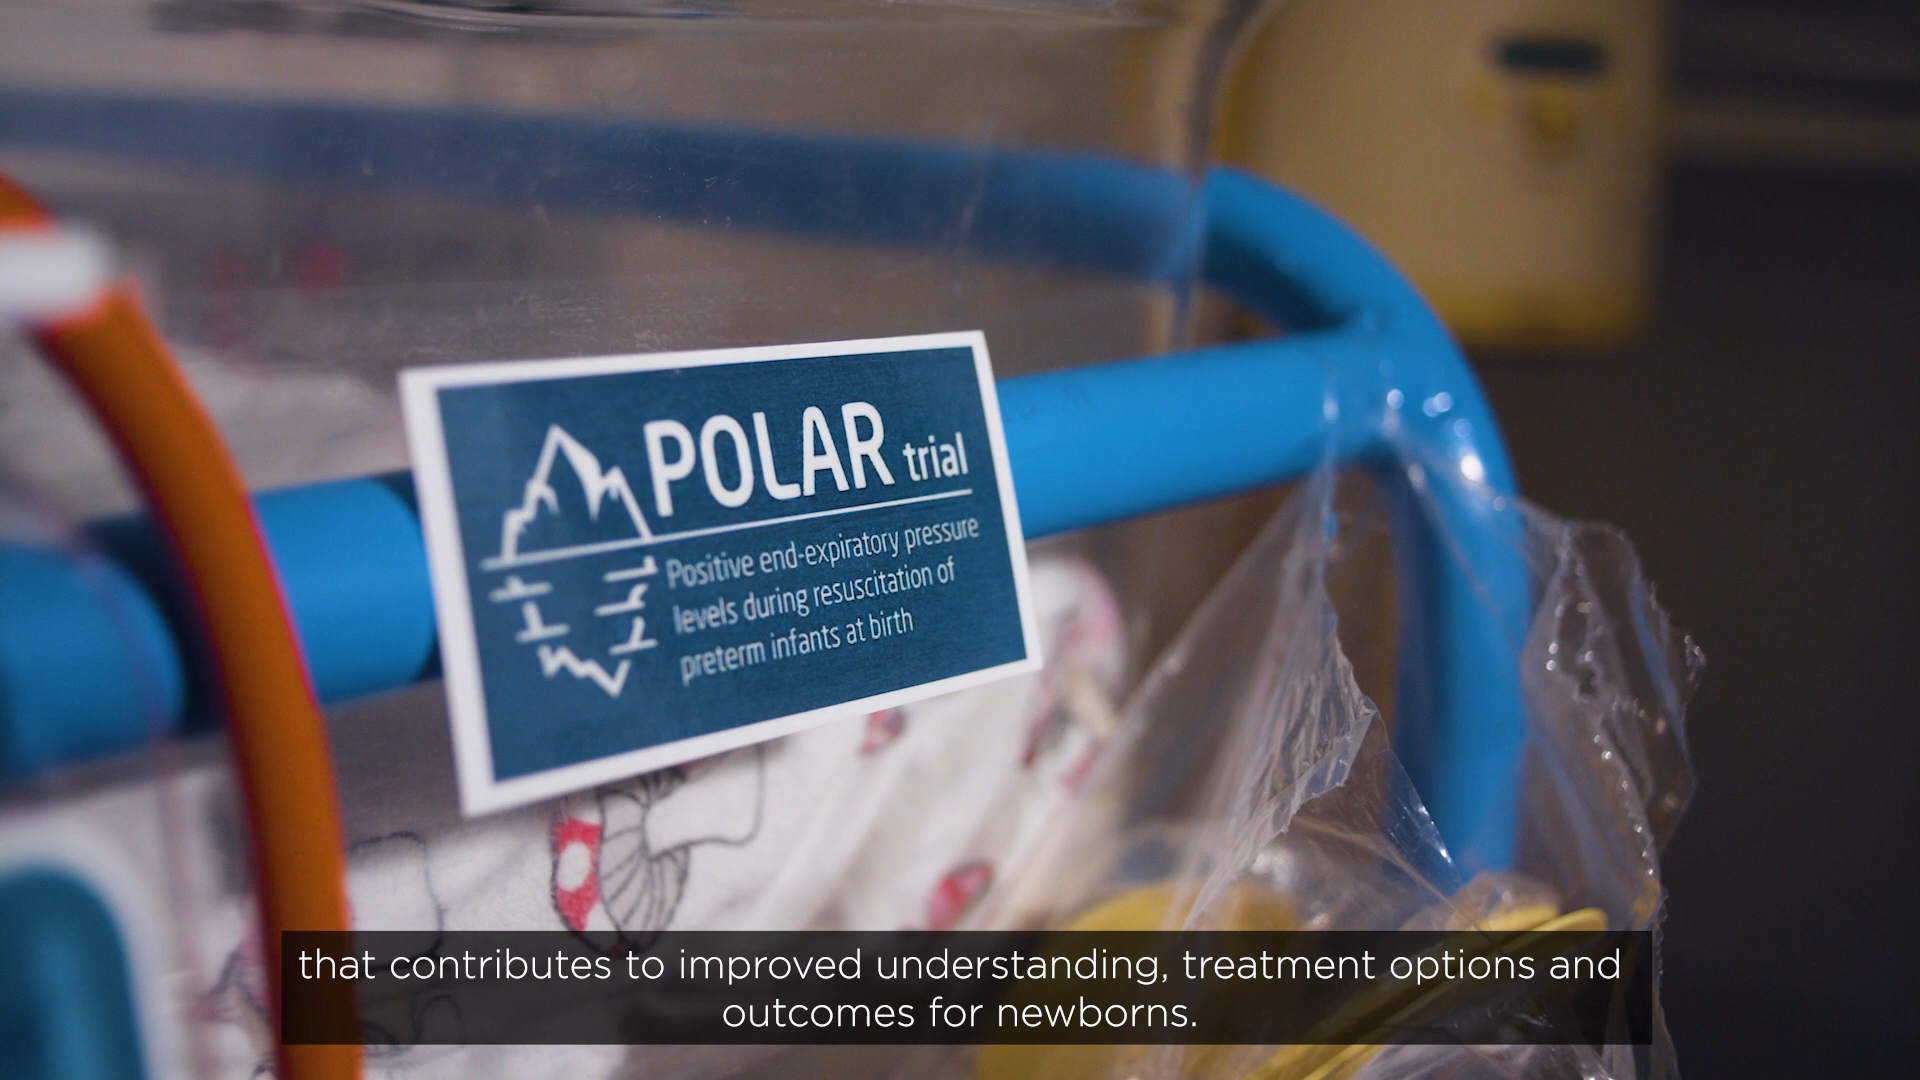 POLAR trial
Positive end-expiratory pressure
levels during resuscitation of
preterm infants at birth
that contributes to improved understanding, treatment options and
outcomes for newborns.